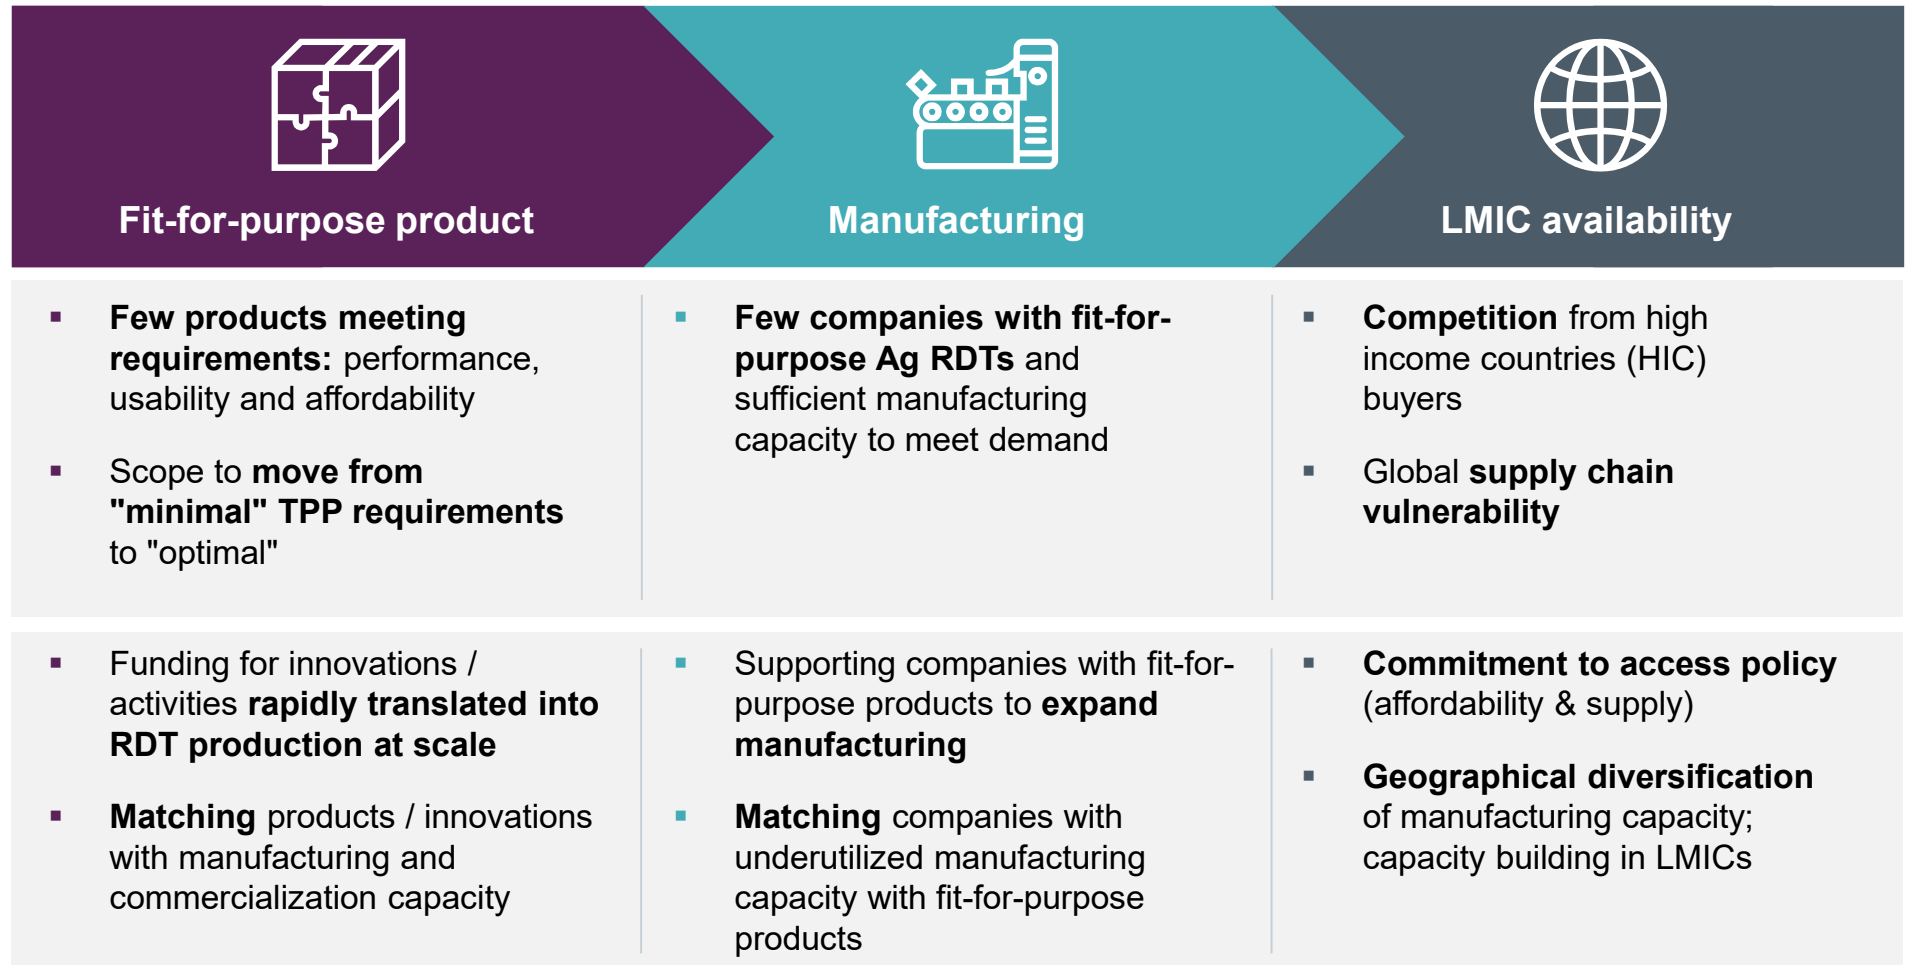 Fit-for-purpose product
Manufacturing
LMIC availability
▪ Few products meeting
requirements: performance,
usability and affordability
▪ Scope to move from
"minimal" TPP requirements
to "optimal"
▪ Few companies with fit-for-
purpose Ag RDTs and
sufficient manufacturing
capacity to meet demand
▪ Competition from high
income countries (HIC)
buyers
▪ Global supply chain
vulnerability
▪ Funding for innovations /
activities rapidly translated into
RDT production at scale
▪ Matching products / innovations
with manufacturing and
commercialization capacity
▪ Supporting companies with fit-for-
purpose products to expand
manufacturing
▪ Matching companies with
underutilized manufacturing
capacity with fit-for-purpose
products
▪ Commitment to access policy
(affordability & supply)
▪ Geographical diversification
of manufacturing capacity;
capacity building in LMICs